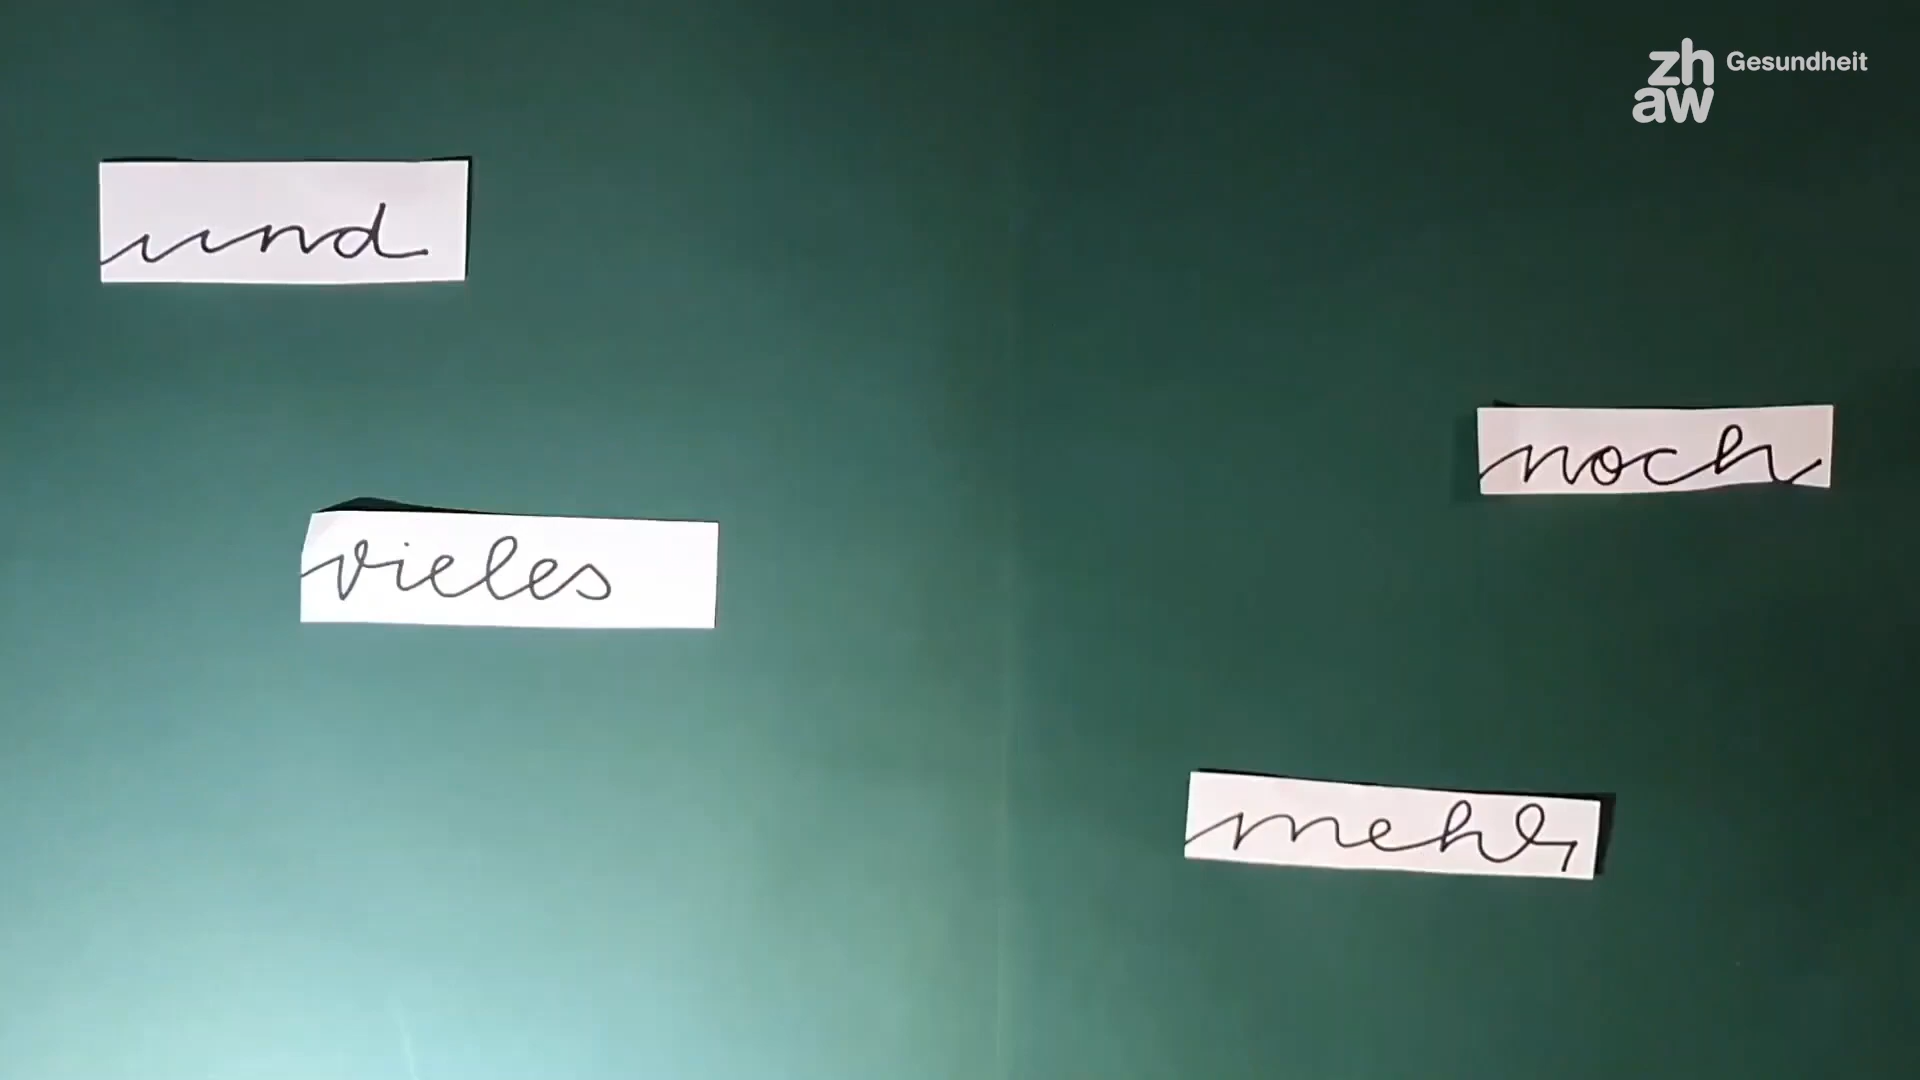 zh Gesundheit
aw
und
vieles
noch
mehr